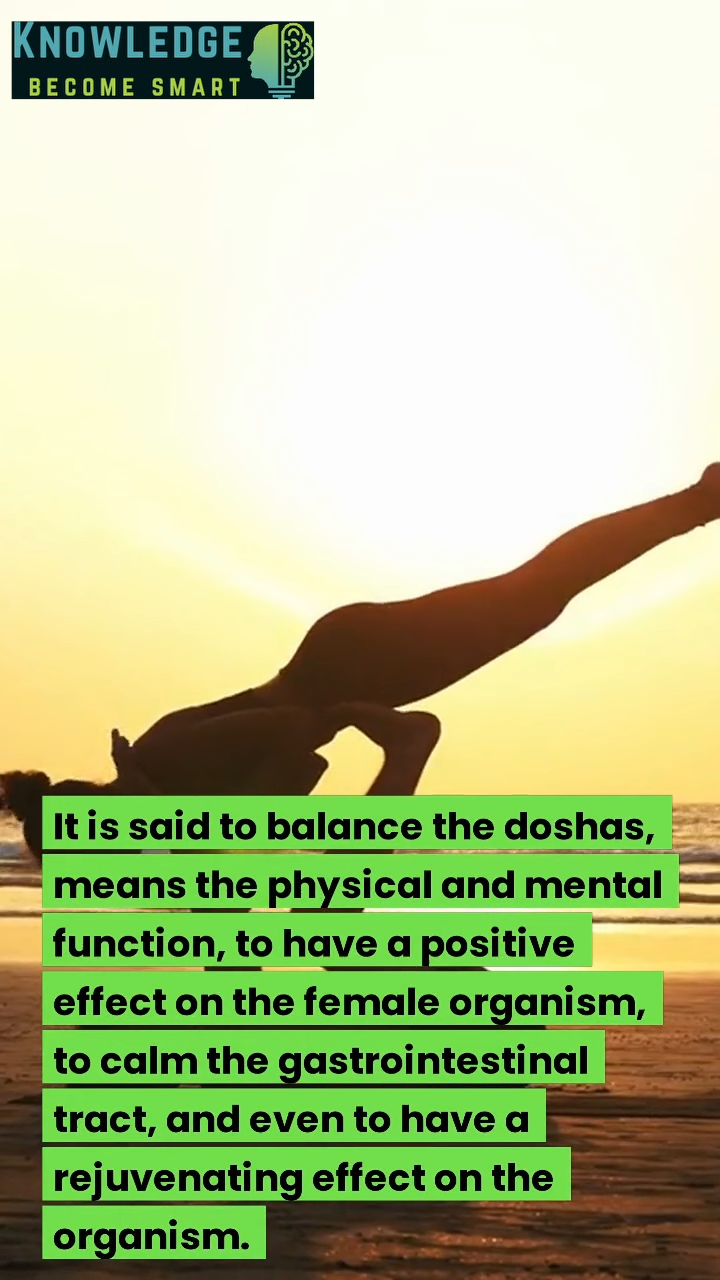 KNOWLEDGE
BECOME SMART
It is said to balance the doshas,
means the physical and mental
function, to have a positive
effect on the female organism,
to calm the gastrointestinal
tract, and even to have a
rejuvenating effect on the
organism.